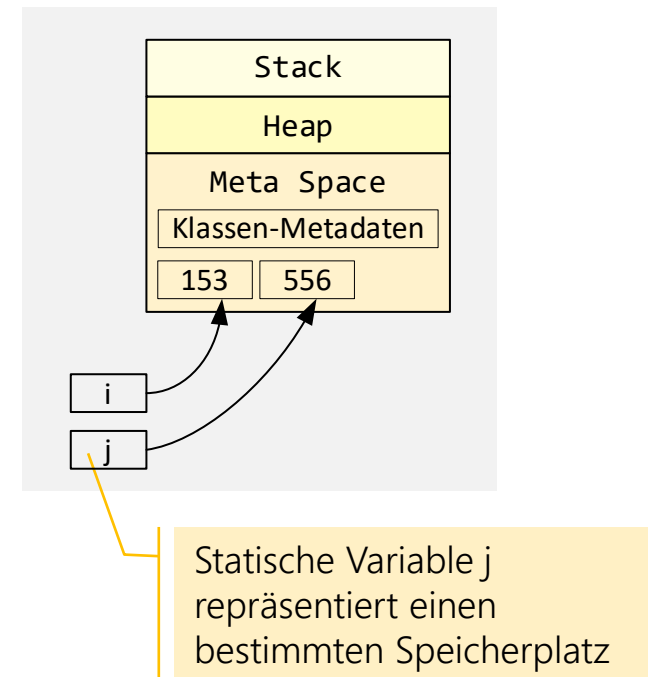 Stack
Heap
Meta Space
Klassen-Metadaten
153 556
i
j
Statische Variable j
repräsentiert einen
bestimmten Speicherplatz